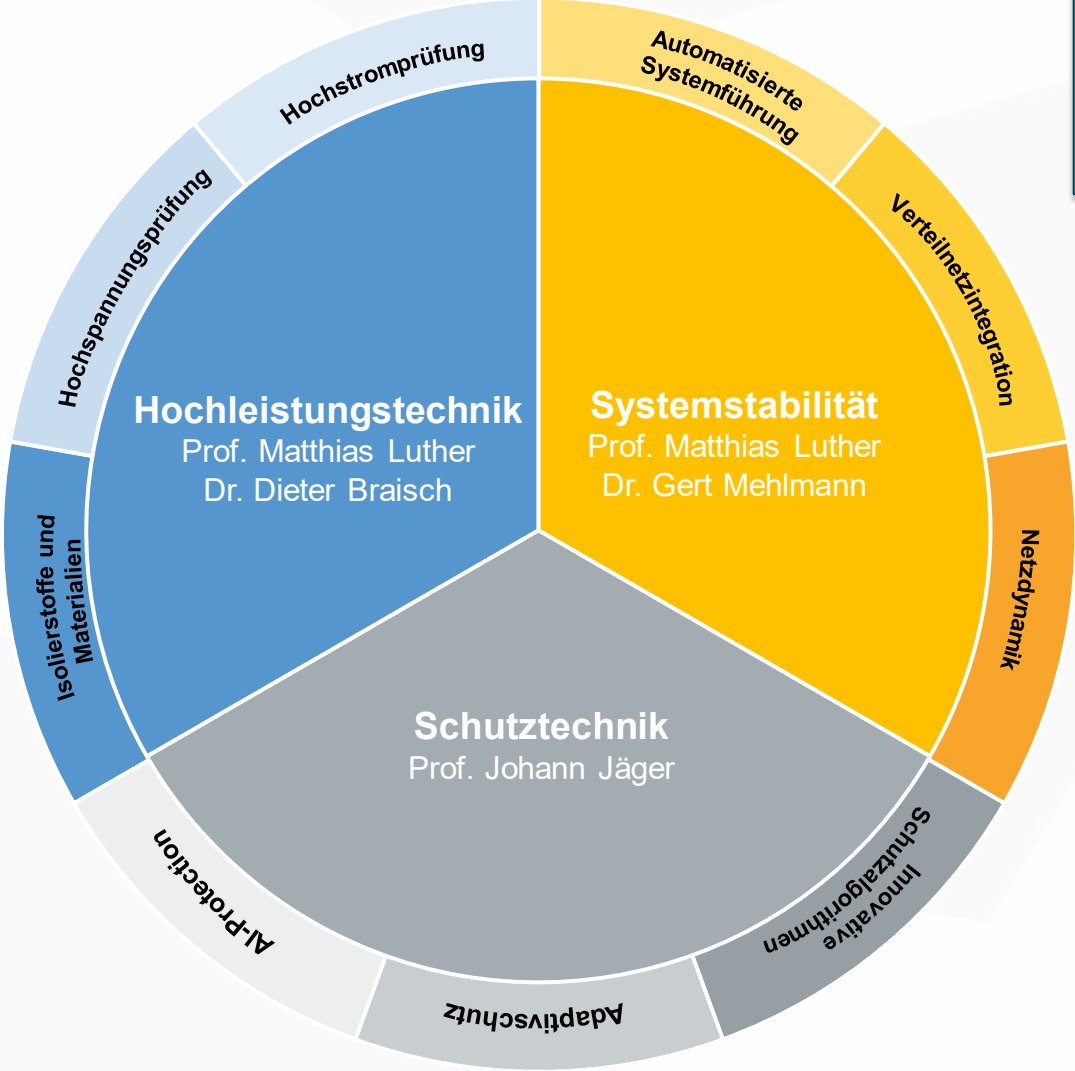 Hochstromprüfung
Automatisierte
Systemführung
Hochspannungsprüfung
Verteilnetzintegration
Hochleistungstechnik
Prof. Matthias Luther
Dr. Dieter Braisch
Systemstabilität
Prof. Matthias Luther
Dr. Gert Mehlmann
Isolierstoffe und
Materialien
Netzdynamik
Schutztechnik
Prof. Johann Jäger
AI-Protection
Adaptivschutz
Innovative
Schutzalgorithmen